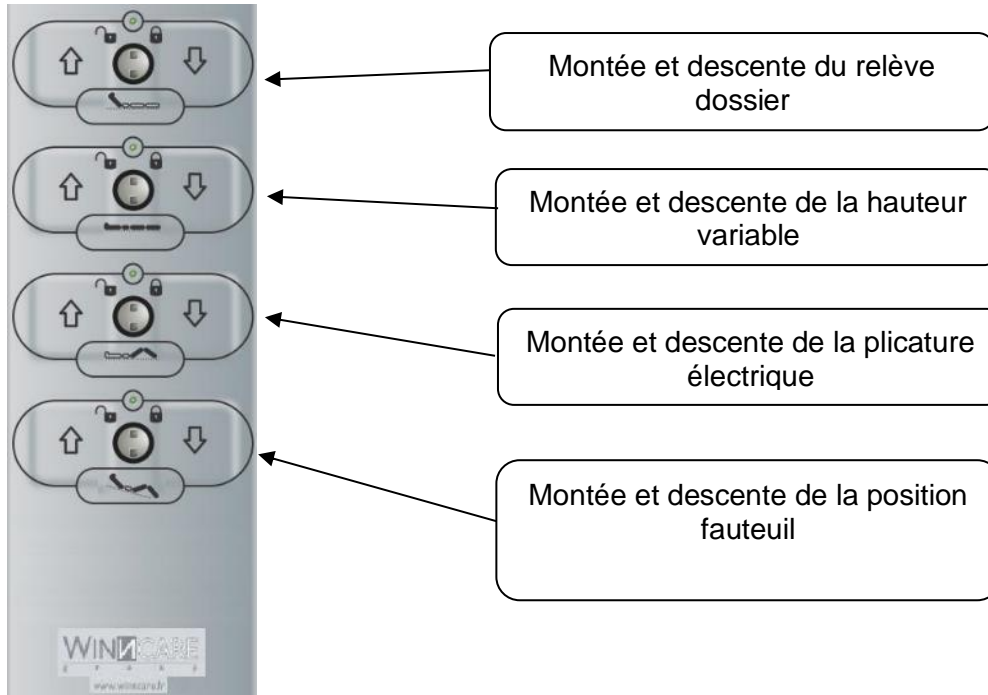 Montée et descente du relève
dossier
Montée et descente de la hauteur
variable
Montée et descente de la plicature
électrique
Montée et descente de la position
fauteuil
WINNCARE
www.winncare.fr